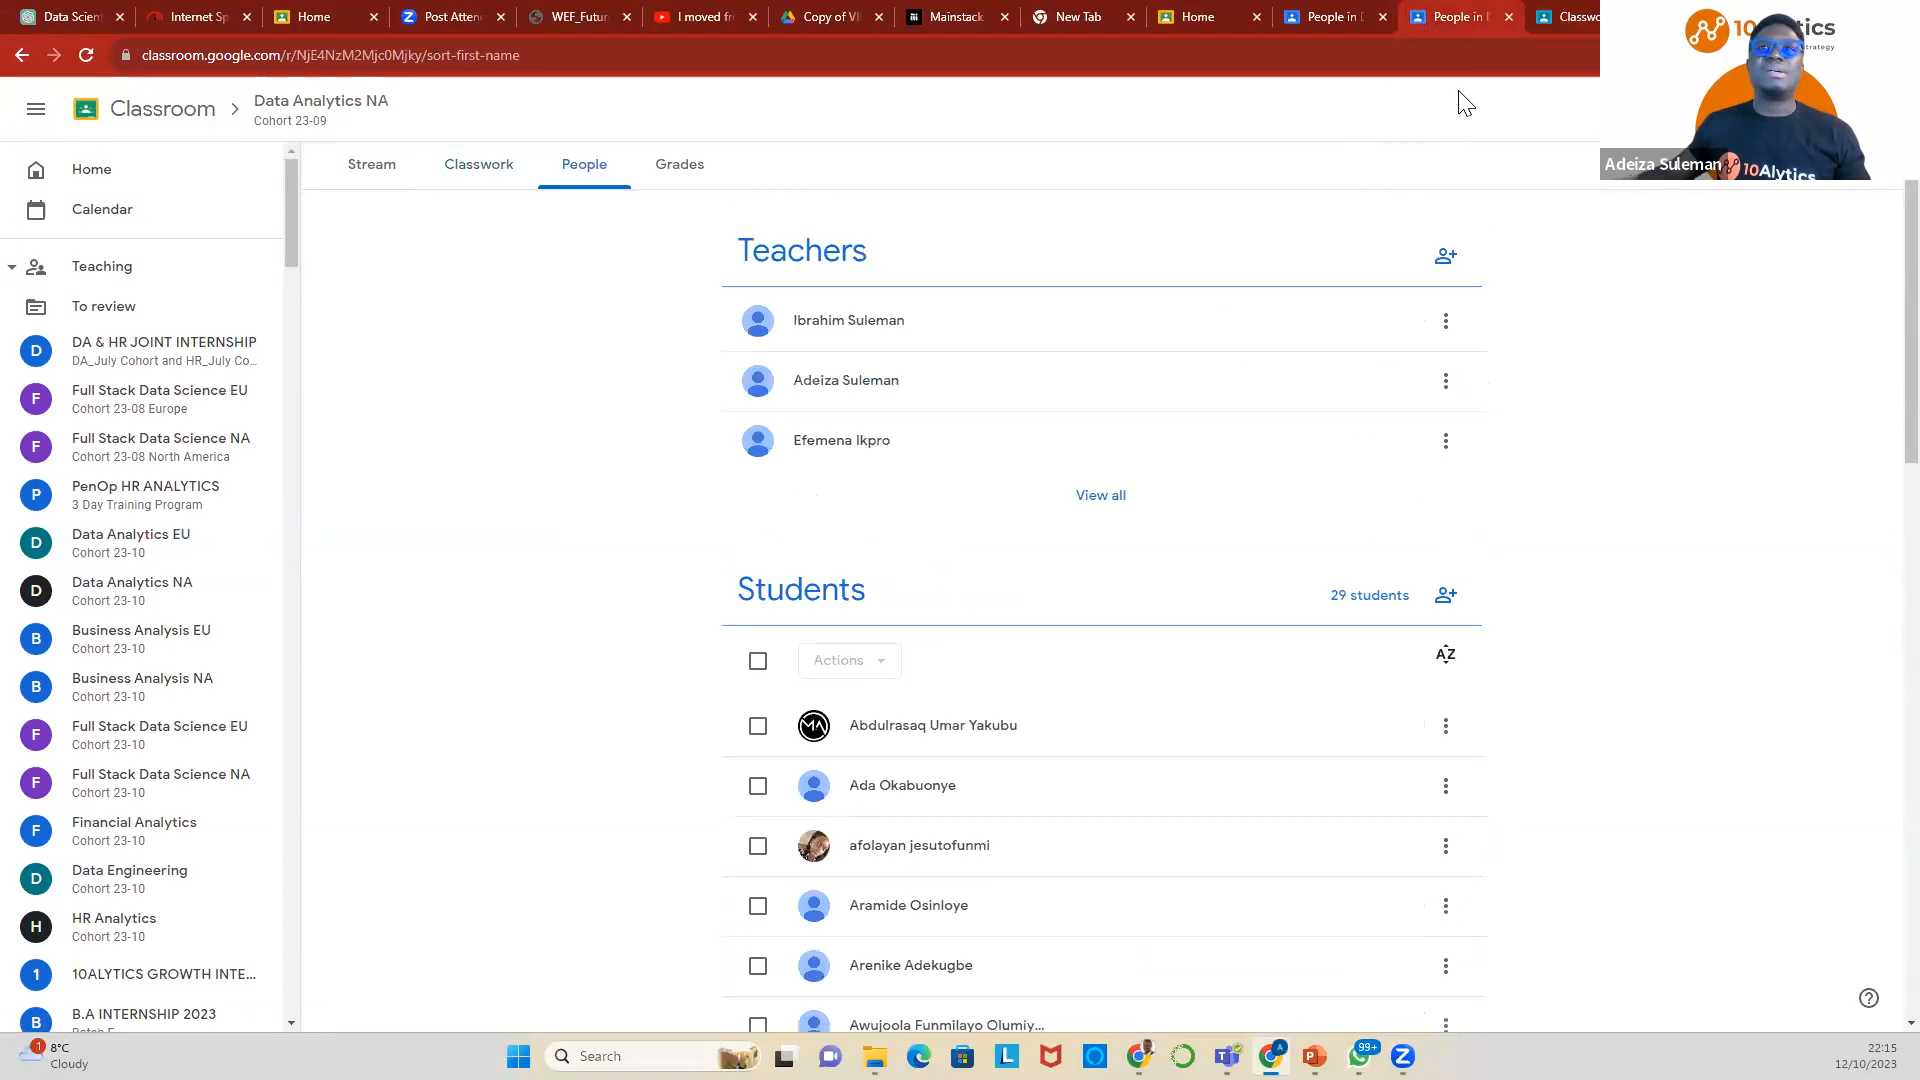 Data Scien
Internet Sp
Home
Post Atten
WEF_Futur
I moved fr
Copy of VI
Mainstack
New Tab
Home
People in
People in
Classwo
classroom.google.com/r/NjE4NzM2Mjc0Mjky/sort-first-name
Classroom
Data Analytics NA
Cohort 23-09
Adeiza Suleman
10Alytics
Home
Calendar
Teaching
To review
D
DA & HR JOINT INTERNSHIP
DA_July Cohort and HR_July Co...
F
Full Stack Data Science EU
Cohort 23-08 Europe
F
Full Stack Data Science NA
Cohort 23-08 North America
P
PenOp HR ANALYTICS
3 Day Training Program
D
Data Analytics EU
Cohort 23-10
D
Data Analytics NA
Cohort 23-10
B
Business Analysis EU
Cohort 23-10
B
Business Analysis NA
Cohort 23-10
F
Full Stack Data Science EU
Cohort 23-10
F
Full Stack Data Science NA
Cohort 23-10
F
Financial Analytics
Cohort 23-10
D
Data Engineering
Cohort 23-10
H
HR Analytics
Cohort 23-10
1
10ALYTICS GROWTH INTE...
B
B.A INTERNSHIP 2023
Stream
Classwork
People
Grades
Teachers
Ibrahim Suleman
Adeiza Suleman
Efemena Ikpro
View all
Students
29 students
Actions
AZ
Abdulrasaq Umar Yakubu
Ada Okabuonye
afolayan jesutofunmi
Aramide Osinloye
Arenike Adekugbe
Awujoola Funmilayo Olumiy...
1
8°C
Cloudy
Search
99+
22:15
12/10/2023